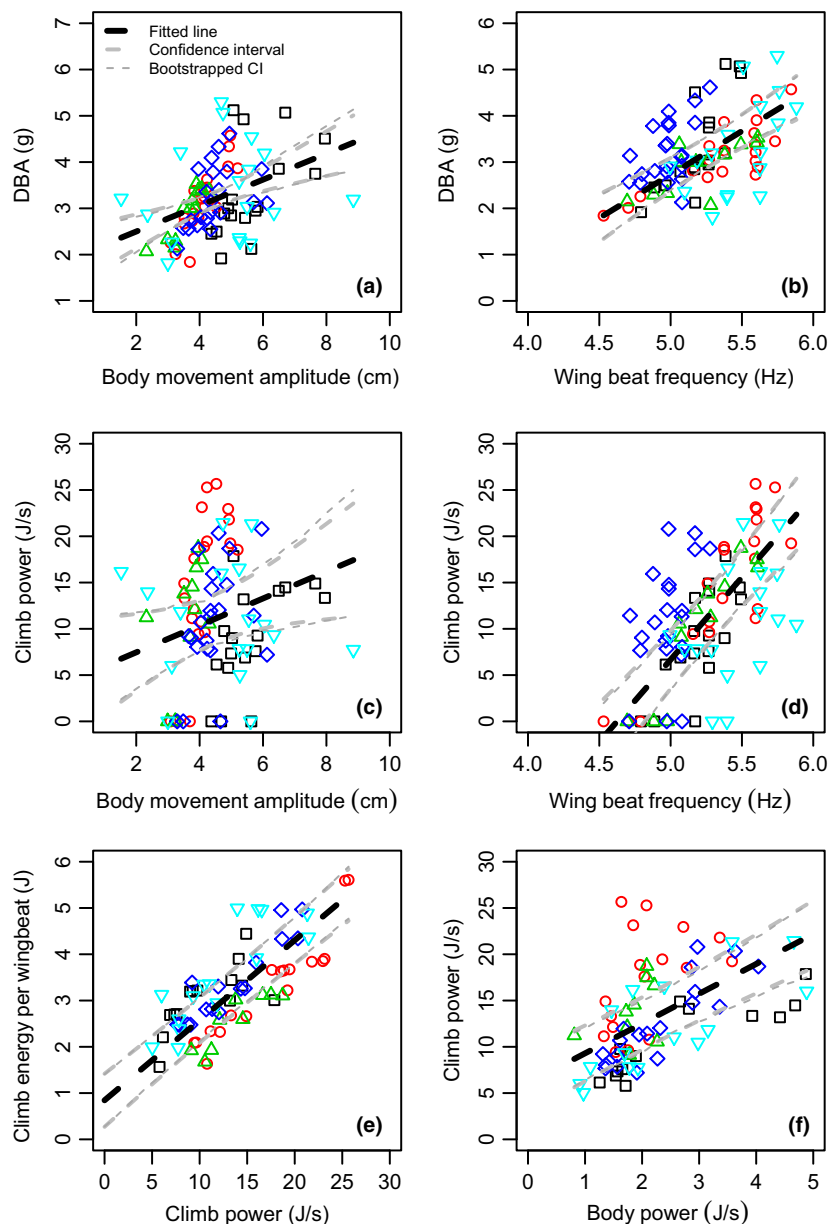 Fitted line
Confidence interval
Bootstrapped CI
7
6
5
4
3
2
1
DBA (g)
(a)
2 4 6 8 10
Body movement amplitude (cm)
6
5
4
3
2
1
0
DBA (g)
(b)
4.0 4.5 5.0 5.5 6.0
Wing beat frequency (Hz)
30
25
20
15
10
5
0
Climb power (J/s)
(c)
2 4 6 8 10
Body movement amplitude (cm)
30
25
20
15
10
5
0
Climb power (J/s)
(d)
4.0 4.5 5.0 5.5 6.0
Wing beat frequency (Hz)
6
5
4
3
2
1
0
Climb energy per wingbeat (J)
(e)
0 5 10 15 20 25 30
Climb power (J/s)
30
25
20
15
10
5
0
Climb power (J/s)
(f)
0 1 2 3 4 5
Body power (J/s)